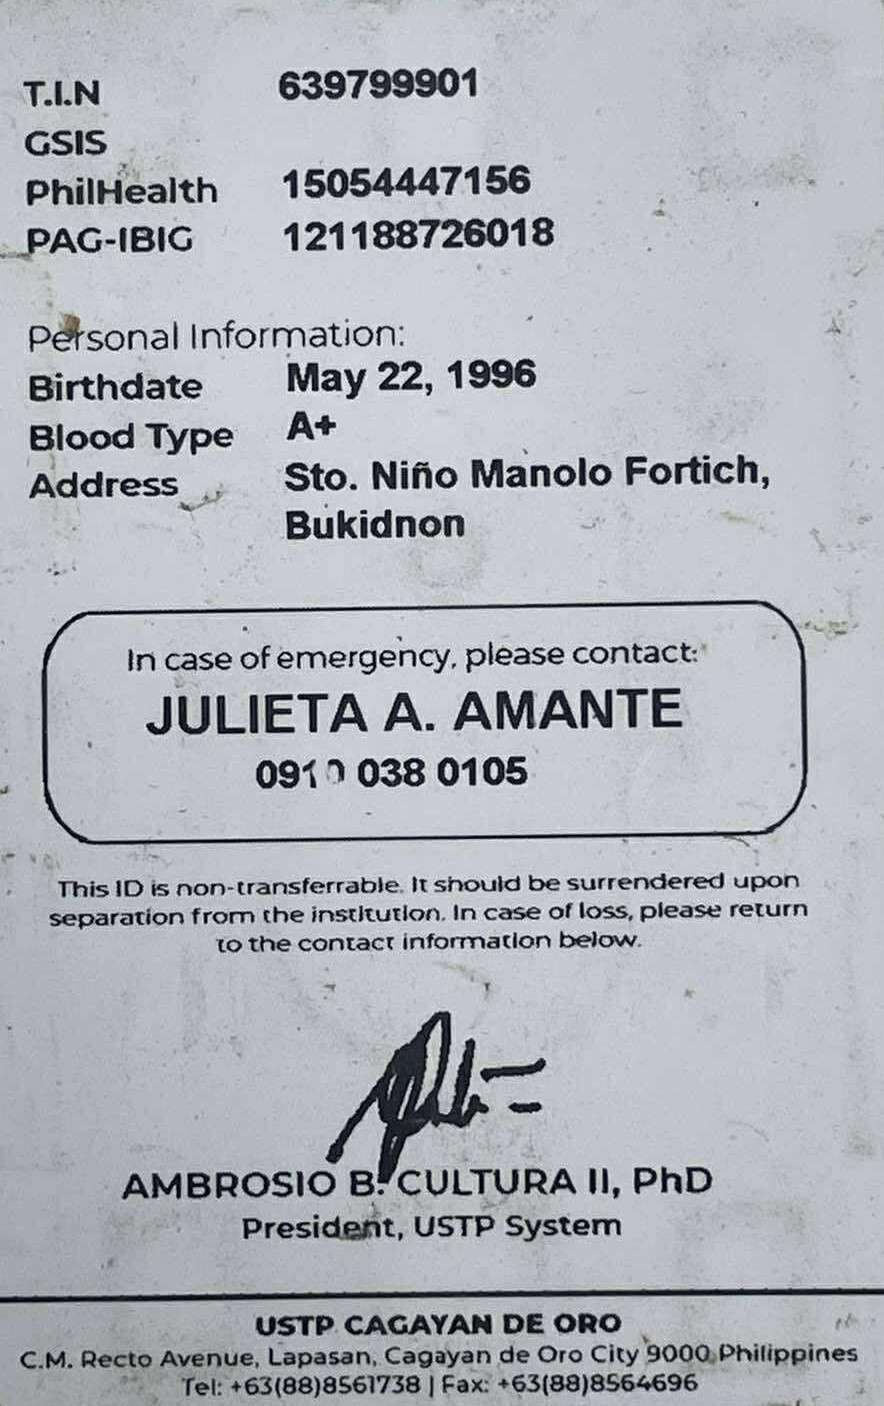 T.I.N 639799901
GSIS
PhilHealth 15054447156
PAG-IBIG 121188726018
Personal Information:
Birthdate May 22, 1996
Blood Type A+
Address Sto. Niño Manolo Fortich,
Bukidnon
In case of emergency, please contact:
JULIETA A. AMANTE
038 0105
This ID is non-transferrable. It should be surrendered upon
separation from the institution. In case of loss, please return
to the contact information below.
AMBROSIO B. CULTURA II, PhD
President, USTP System
USTP CAGAYAN DE ORO
C.M. Recto Avenue, Lapasan, Cagayan de Oro City 9000 Philippines
Tel: +63(88)8561738 | Fax: +63(88)8564696